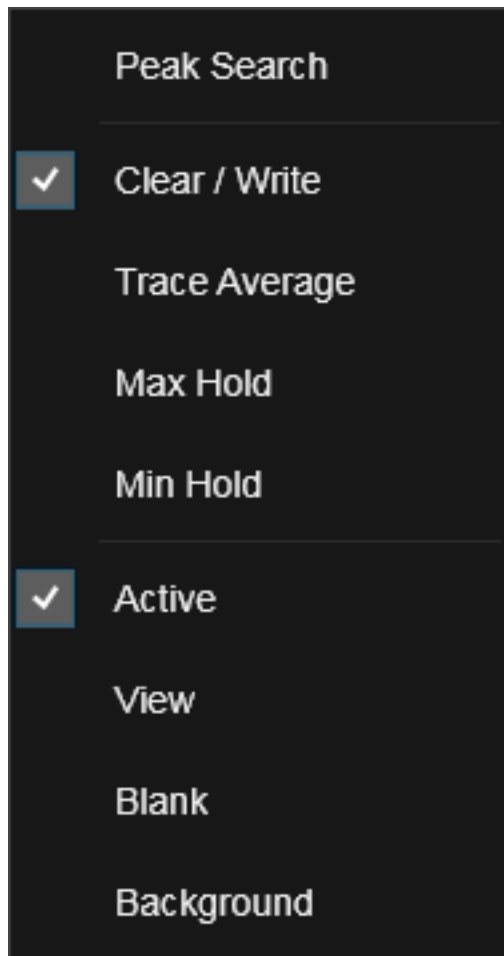 Peak Search
Clear / Write
Trace Average
Max Hold
Min Hold
Active
View
Blank
Background